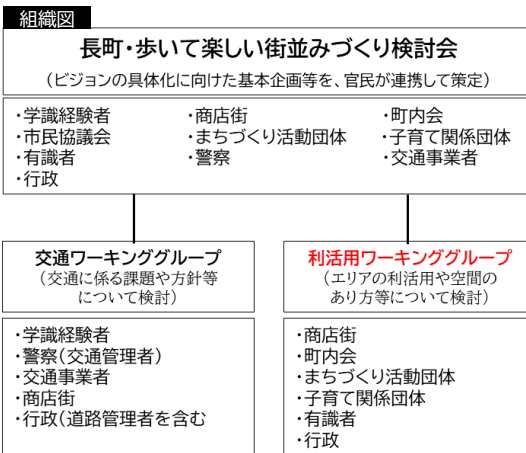 組織図
長町・歩いて楽しい街並みづくり検討会
（ビジョンの具体化に向けた基本企画等を、官民が連携して策定）
・学識経験者
・市民協議会
・有識者
・行政
・商店街
・まちづくり活動団体
・警察
・町内会
・子育て関係団体
・交通事業者
交通ワーキンググループ
（交通に係る課題や方針等
について検討）
・学識経験者
・警察（交通管理者）
・交通事業者
・商店街
・行政（道路管理者を含む
利活用ワーキンググループ
（エリアの利活用や空間の
あり方等について検討）
・商店街
・町内会
・まちづくり活動団体
・子育て関係団体
・有識者
・行政